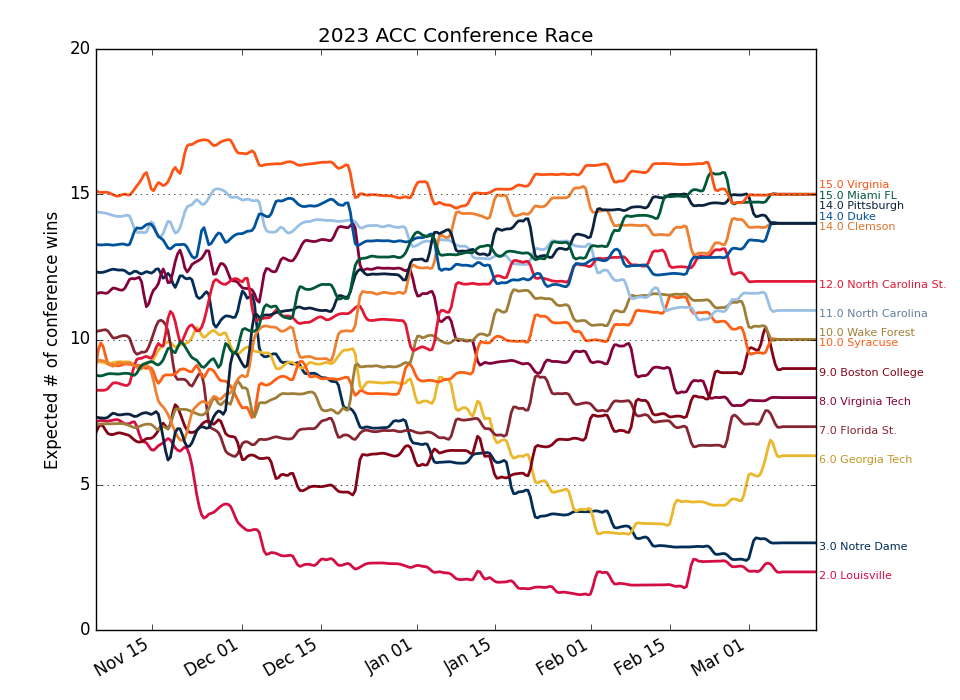 2023 ACC Conference Race
Expected # of conference wins
20
15
10
5
0
Nov 15
Dec 01
Dec 15
Jan 01
Jan 15
Feb 01
Feb 15
Mar 01
15.0 Virginia
15.0 Miami FL
14.0 Pittsburgh
14.0 Duke
14.0 Clemson
12.0 North Carolina St.
11.0 North Carolina
10.0 Wake Forest
10.0 Syracuse
9.0 Boston College
8.0 Virginia Tech
7.0 Florida St.
6.0 Georgia Tech
3.0 Notre Dame
2.0 Louisville